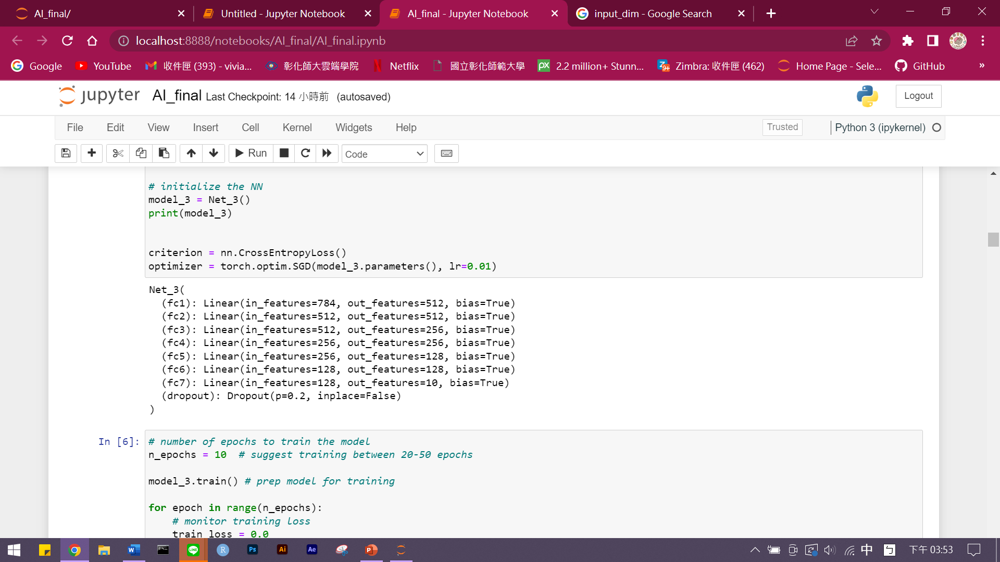 AI_final/
Untitled - Jupyter Notebook
AI_final - Jupyter Notebook
input_dim - Google Search
localhost:8888/notebooks/AI_final/AI_final.ipynb
Google
YouTube
收件匣 (393) - vivia...
彰化師大雲端學院
Netflix
國立彰化師範大學
px
2.2 million+ Stunn...
Zimbra: 收件匣 (462)
Home Page - Sele...
GitHub
»
jupyter AI_final Last Checkpoint: 14 小時前 (autosaved)
Logout
File Edit View Insert Cell Kernel Widgets Help
Trusted
Python 3 (ipykernel)
Run
Code
# initialize the NN
model_3 = Net_3()
print(model_3)
criterion = nn.CrossEntropyLoss()
optimizer = torch.optim.SGD(model_3.parameters(), lr=0.01)
Net_3(
  (fc1): Linear(in_features=784, out_features=512, bias=True)
  (fc2): Linear(in_features=512, out_features=512, bias=True)
  (fc3): Linear(in_features=512, out_features=256, bias=True)
  (fc4): Linear(in_features=256, out_features=256, bias=True)
  (fc5): Linear(in_features=256, out_features=128, bias=True)
  (fc6): Linear(in_features=128, out_features=128, bias=True)
  (fc7): Linear(in_features=128, out_features=10, bias=True)
  (dropout): Dropout(p=0.2, inplace=False)
)
In [6]:
# number of epochs to train the model
n_epochs = 10  # suggest training between 20-50 epochs
model_3.train() # prep model for training
for epoch in range(n_epochs):
    # monitor training loss
    train_loss = 0.0
LINE
R
Ps
Ai
Ae
P
中
ㄅ
下午 03:53